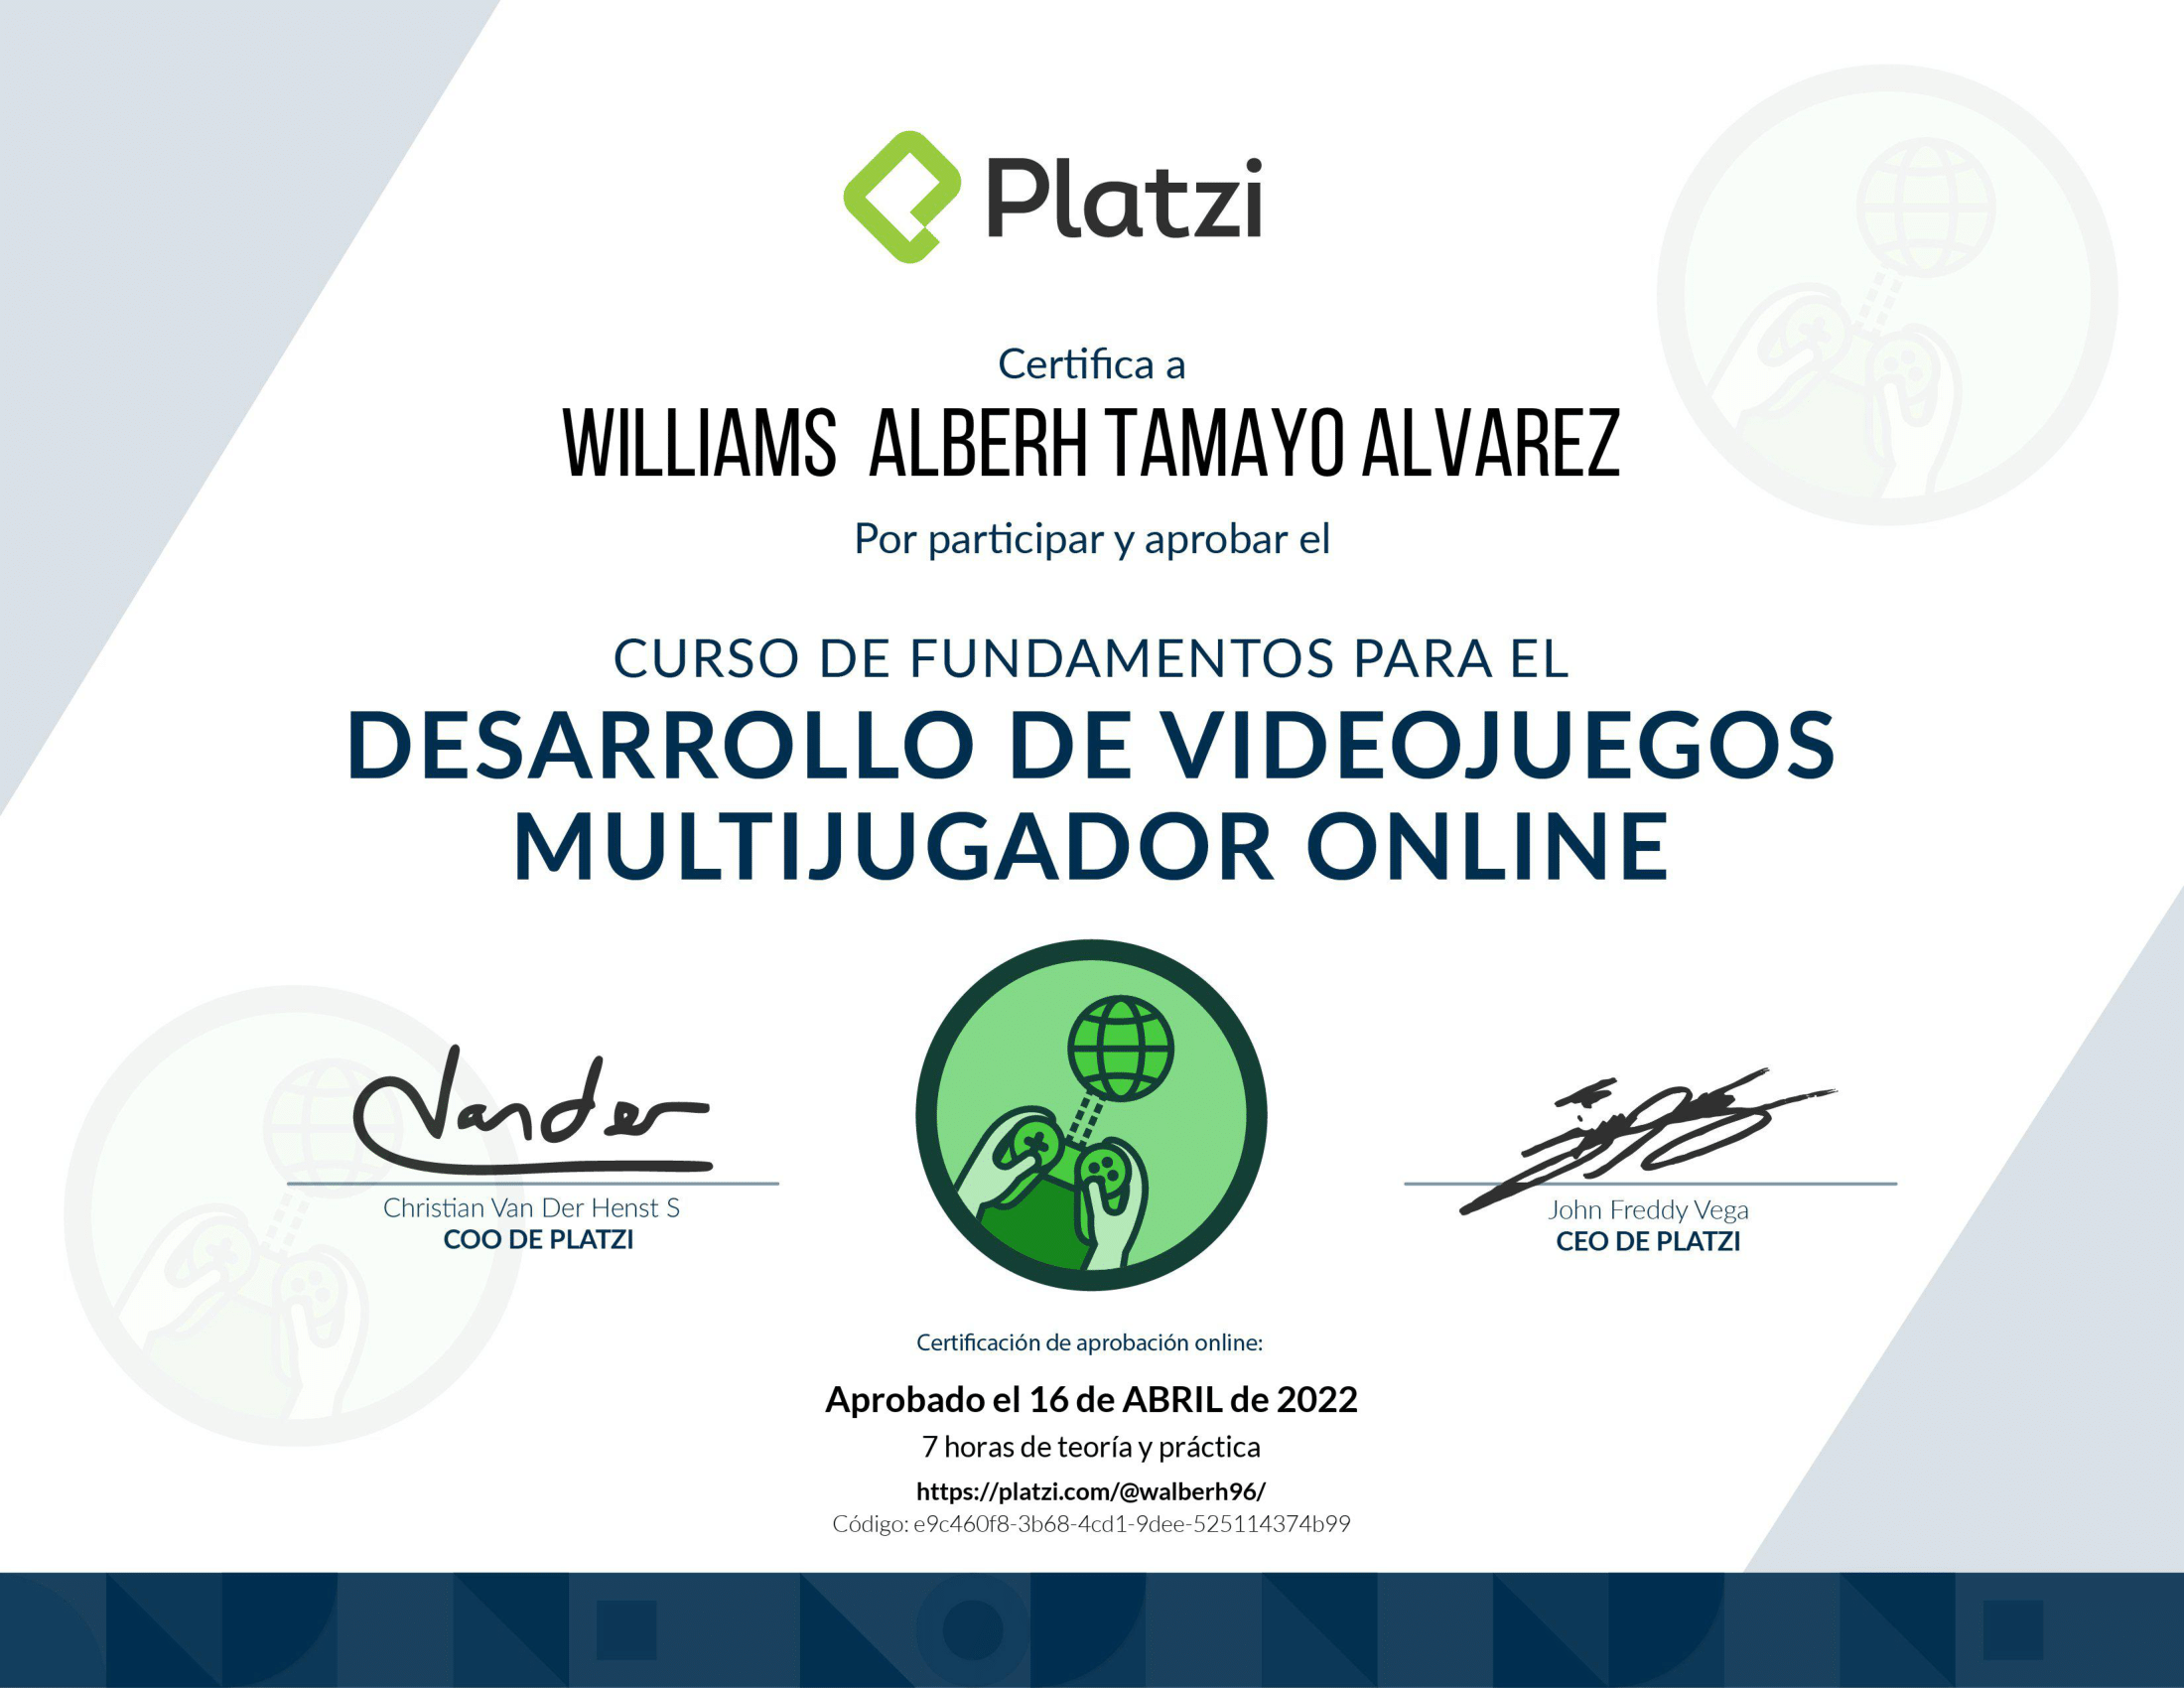 Platzi
Certifica a
WILLIAMS ALBERH TAMAYO ALVAREZ
Por participar y aprobar el
CURSO DE FUNDAMENTOS PARA EL
DESARROLLO DE VIDEOJUEGOS
MULTIJUGADOR ONLINE
Vander
Christian Van Der Henst S
COO DE PLATZI
John Freddy Vega
CEO DE PLATZI
Certificación de aprobación online:
Aprobado el 16 de ABRIL de 2022
7 horas de teoría y práctica
https://platzi.com/@walberh96/
Código: e9c460f8-3b68-4cd1-9dee-525114374b99